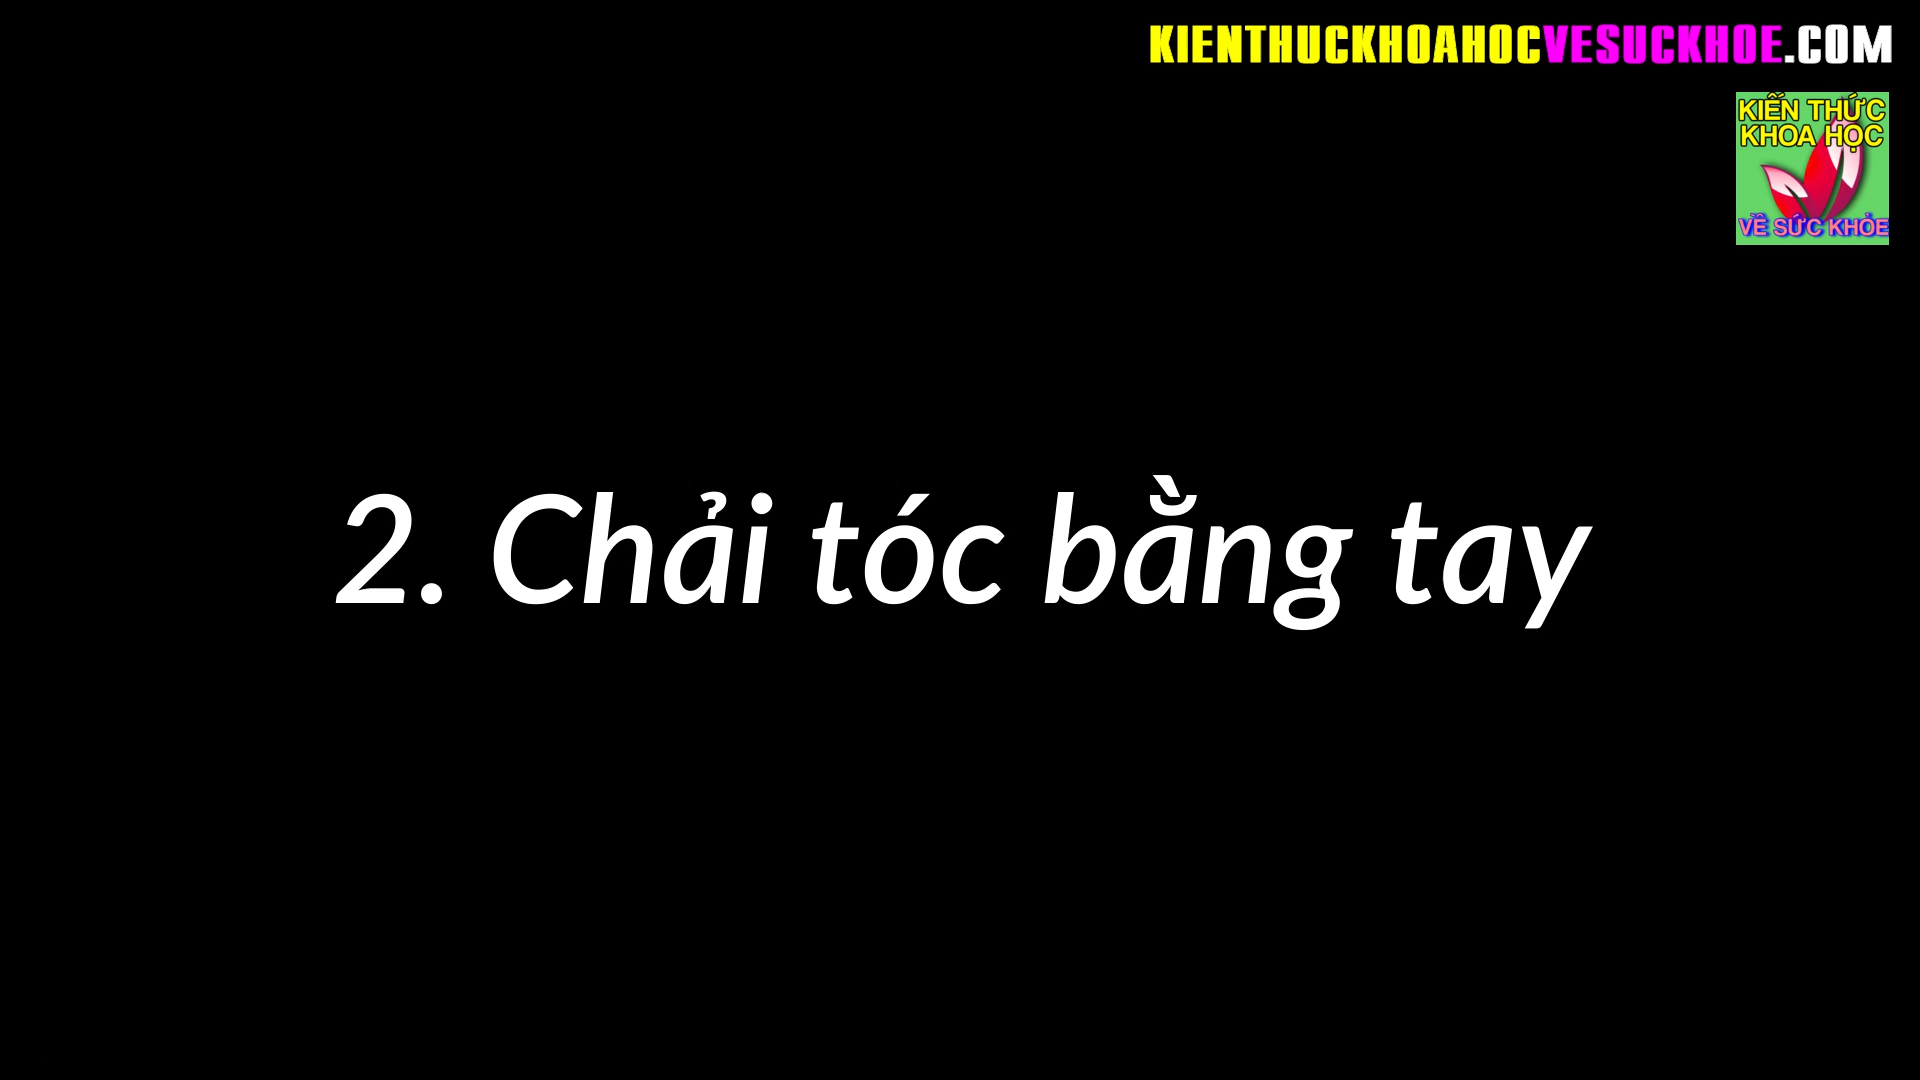 KIENTHUCKHOAHOCVESUCKHOE.COM
KIẾN THỨC
KHOA HỌC
VỀ SỨC KHỎE
2. Chải tóc bằng tay